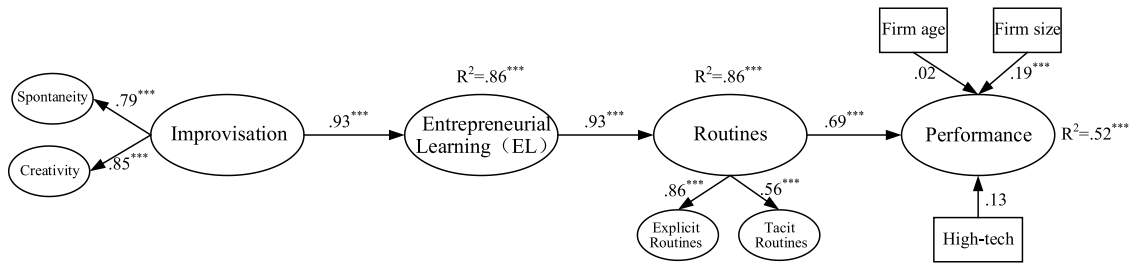 Firm age
Firm size
R²=.86***
R²=.86***
.02
.19***
Spontaneity
.79***
Improvisation
.93***
Entrepreneurial
Learning（EL）
.93***
Routines
.69***
Performance
R²=.52***
Creativity
.85***
.86***
.56***
.13
Explicit
Routines
Tacit
Routines
High-tech